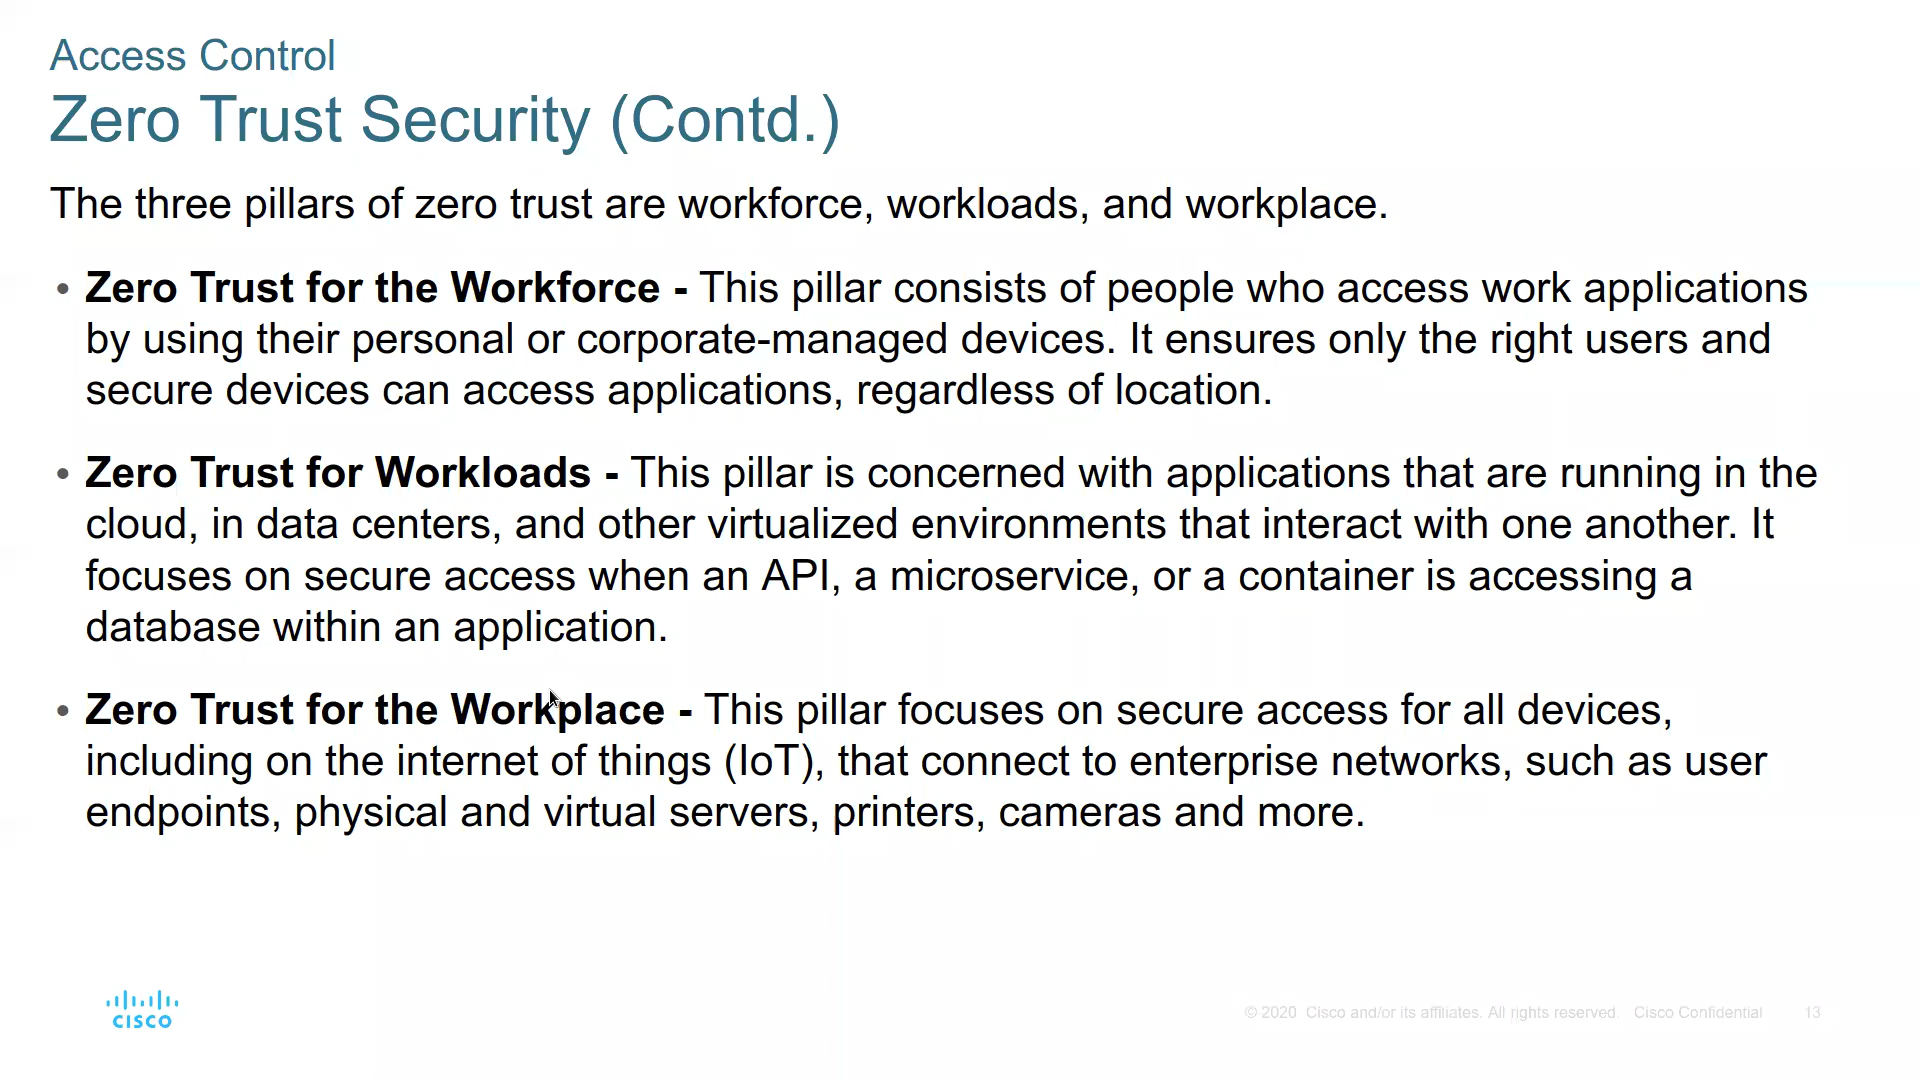 Access Control
Zero Trust Security (Contd.)
The three pillars of zero trust are workforce, workloads, and workplace.
• Zero Trust for the Workforce - This pillar consists of people who access work applications
by using their personal or corporate-managed devices. It ensures only the right users and
secure devices can access applications, regardless of location.
• Zero Trust for Workloads - This pillar is concerned with applications that are running in the
cloud, in data centers, and other virtualized environments that interact with one another. It
focuses on secure access when an API, a microservice, or a container is accessing a
database within an application.
• Zero Trust for the Workplace - This pillar focuses on secure access for all devices,
including on the internet of things (IoT), that connect to enterprise networks, such as user
endpoints, physical and virtual servers, printers, cameras and more.
CISCO
© 2020 Cisco and/or its affiliates. All rights reserved. Cisco Confidential 13